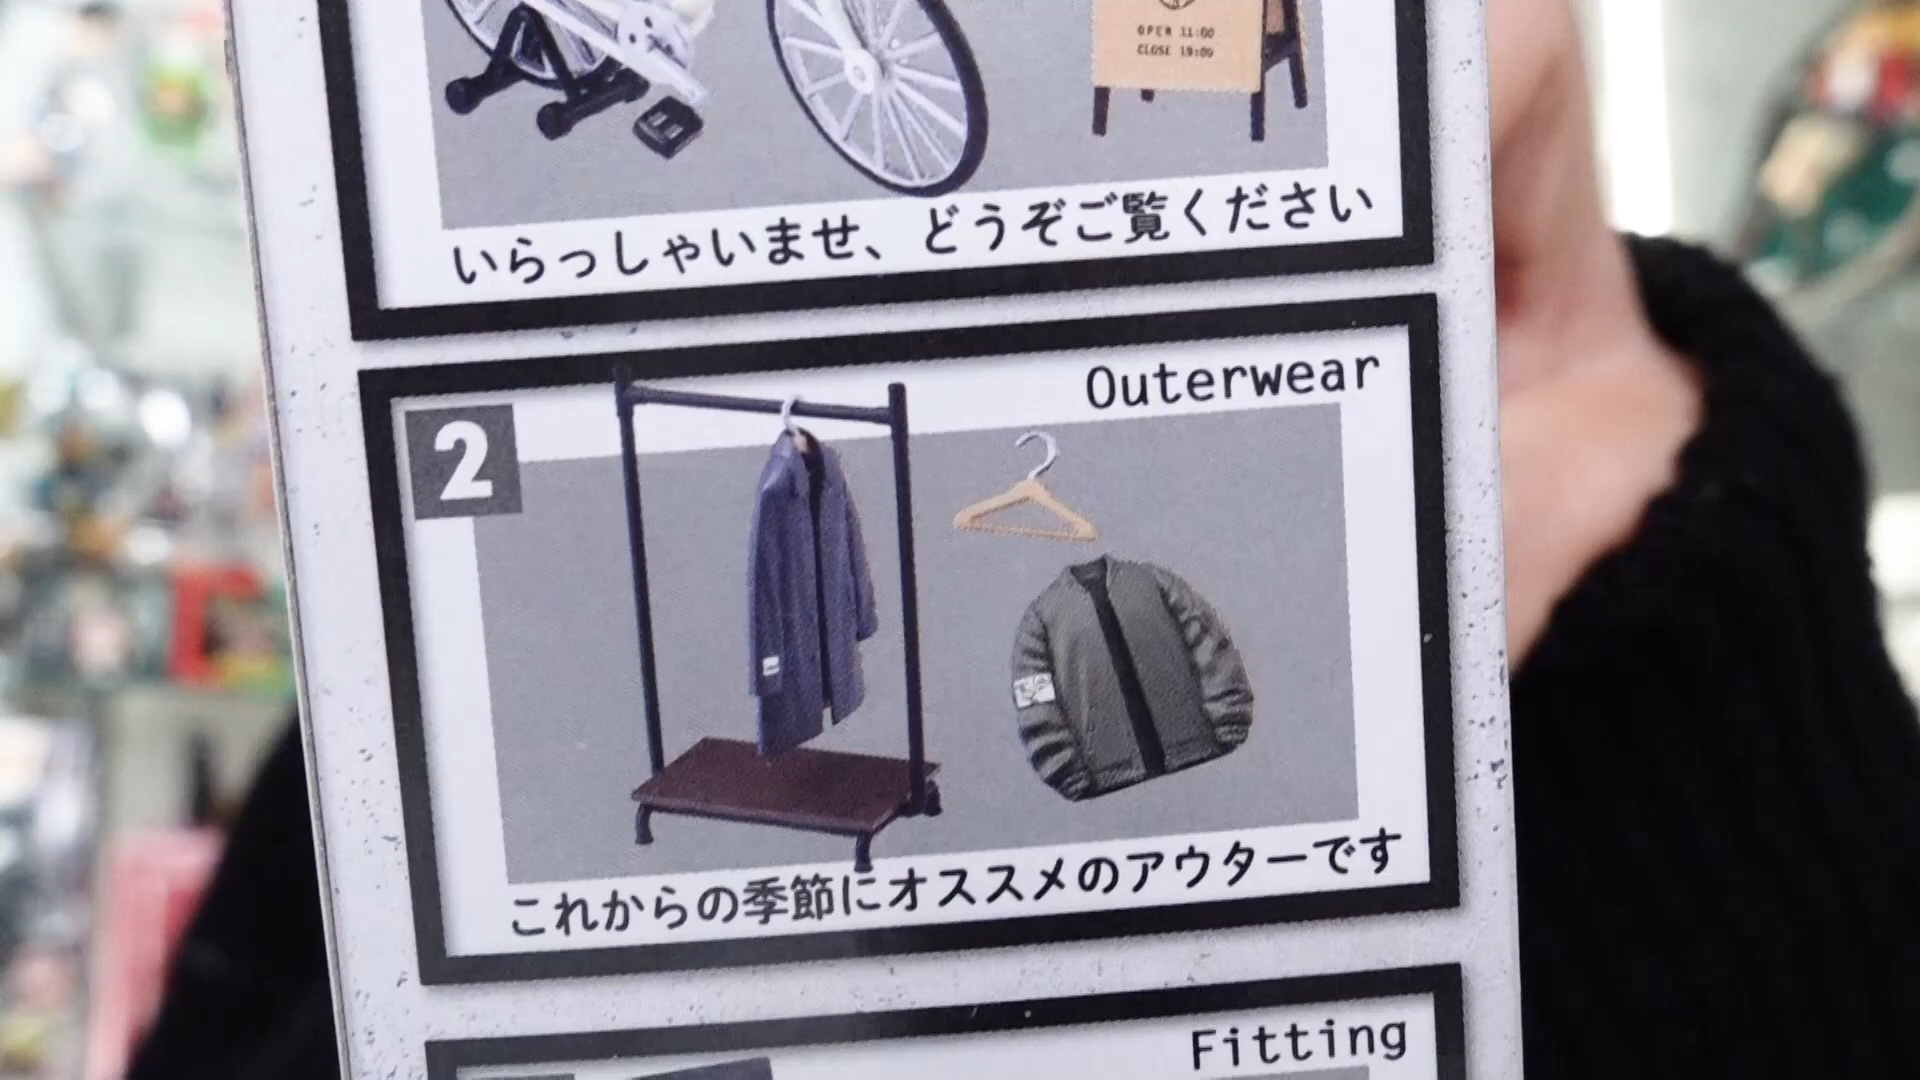 OPEN 11:00
CLOSE 19:00
いらっしゃいませ、どうぞご覧ください
Outerwear
2
これからの季節にオススメのアウターです
Fitting